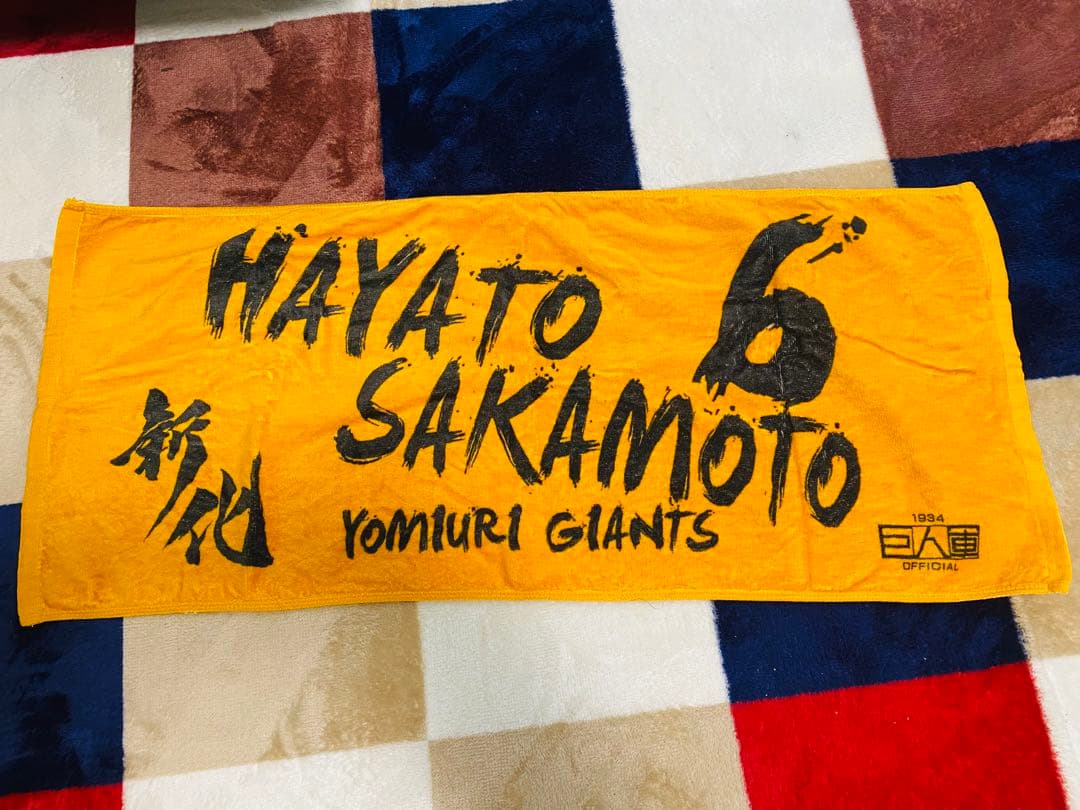 HAYATO
6
SAKAMOTO
新化
YOMIURI GIANTS
1934
巨人軍
OFFICIAL